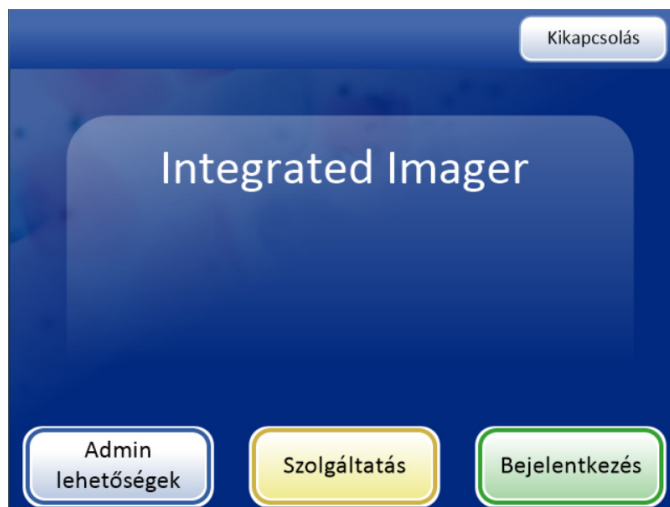 Kikapcsolás
Integrated Imager
Admin
lehetőségek
Szolgáltatás
Bejelentkezés